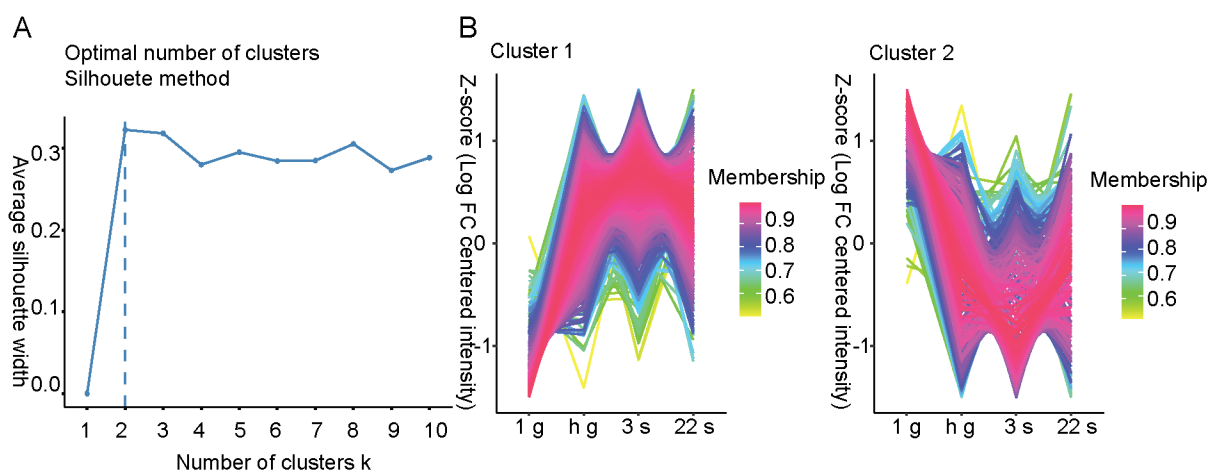 A
Optimal number of clusters
Silhouete method
Average silhouette width
0.3
0.2
0.1
0.0
1 2 3 4 5 6 7 8 9 10
Number of clusters k
B
Cluster 1
Z-score (Log FC centered intensity)
1
0
-1
1 g h g 3 s 22 s
Membership
0.9
0.8
0.7
0.6
Cluster 2
Z-score (Log FC centered intensity)
1
0
-1
1 g h g 3 s 22 s
Membership
0.9
0.8
0.7
0.6